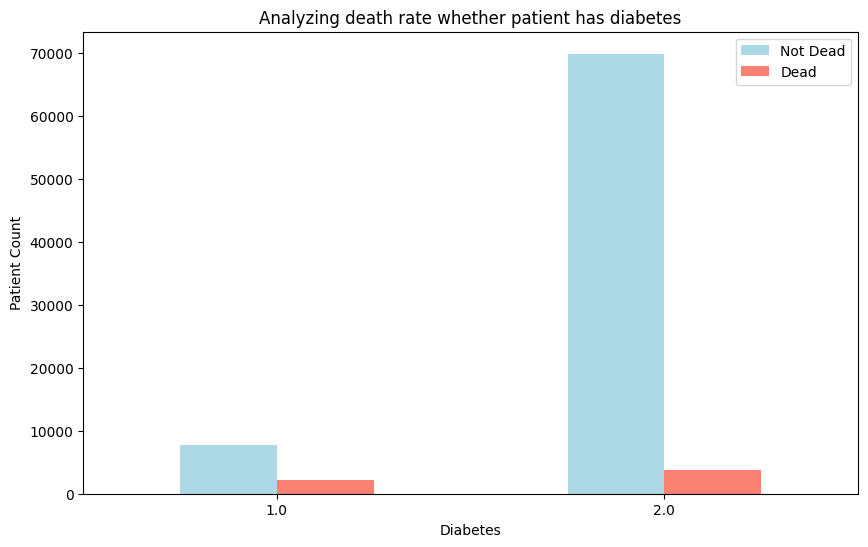 Analyzing death rate whether patient has diabetes
Not Dead
Dead
70000
60000
50000
40000
30000
20000
10000
0
Patient Count
1.0
2.0
Diabetes